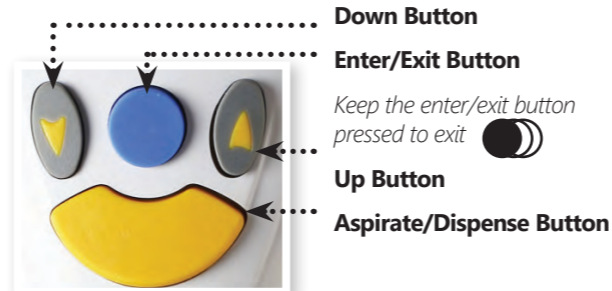 Down Button
Enter/Exit Button
Keep the enter/exit button
pressed to exit
Up Button
Aspirate/Dispense Button